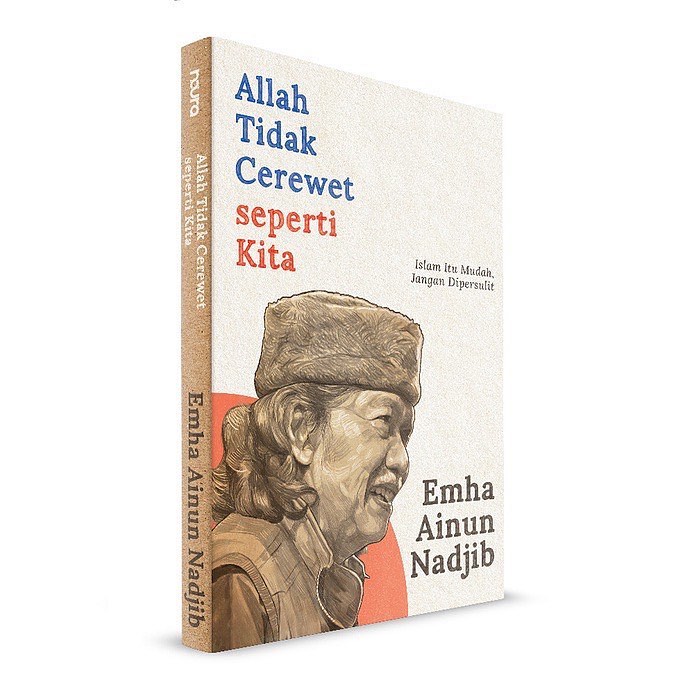 Allah
Tidak
Cerewet
seperti
Kita
Islam Itu Mudah,
Jangan Dipersulit
Emha
Ainun
Nadjib
noura
Allah Tidak Cerewet
seperti Kita
Emha Ainun Nadjib